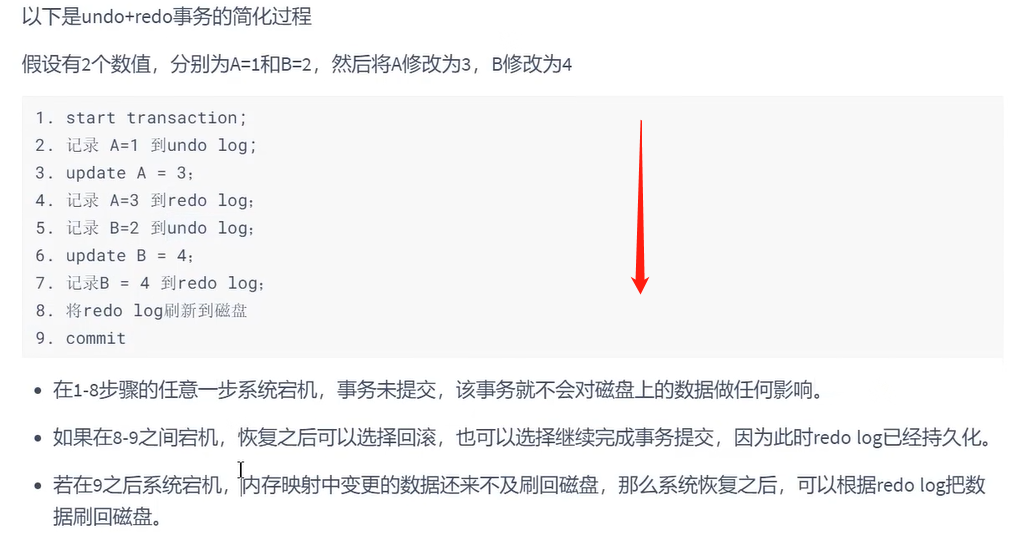 以下是undo+redo事务的简化过程
假设有2个数值，分别为A=1和B=2，然后将A修改为3，B修改为4
1. start transaction;
2. 记录 A=1 到undo log;
3. update A = 3；
4. 记录 A=3 到redo log；
5. 记录 B=2 到undo log；
6. update B = 4；
7. 记录B = 4 到redo log；
8. 将redo log刷新到磁盘
9. commit
• 在1-8步骤的任意一步系统宕机，事务未提交，该事务就不会对磁盘上的数据做任何影响。
• 如果在8-9之间宕机，恢复之后可以选择回滚，也可以选择继续完成事务提交，因为此时redo log已经持久化。
• 若在9之后系统宕机，内存映射中变更的数据还来不及刷回磁盘，那么系统恢复之后，可以根据redo log把数
据刷回磁盘。